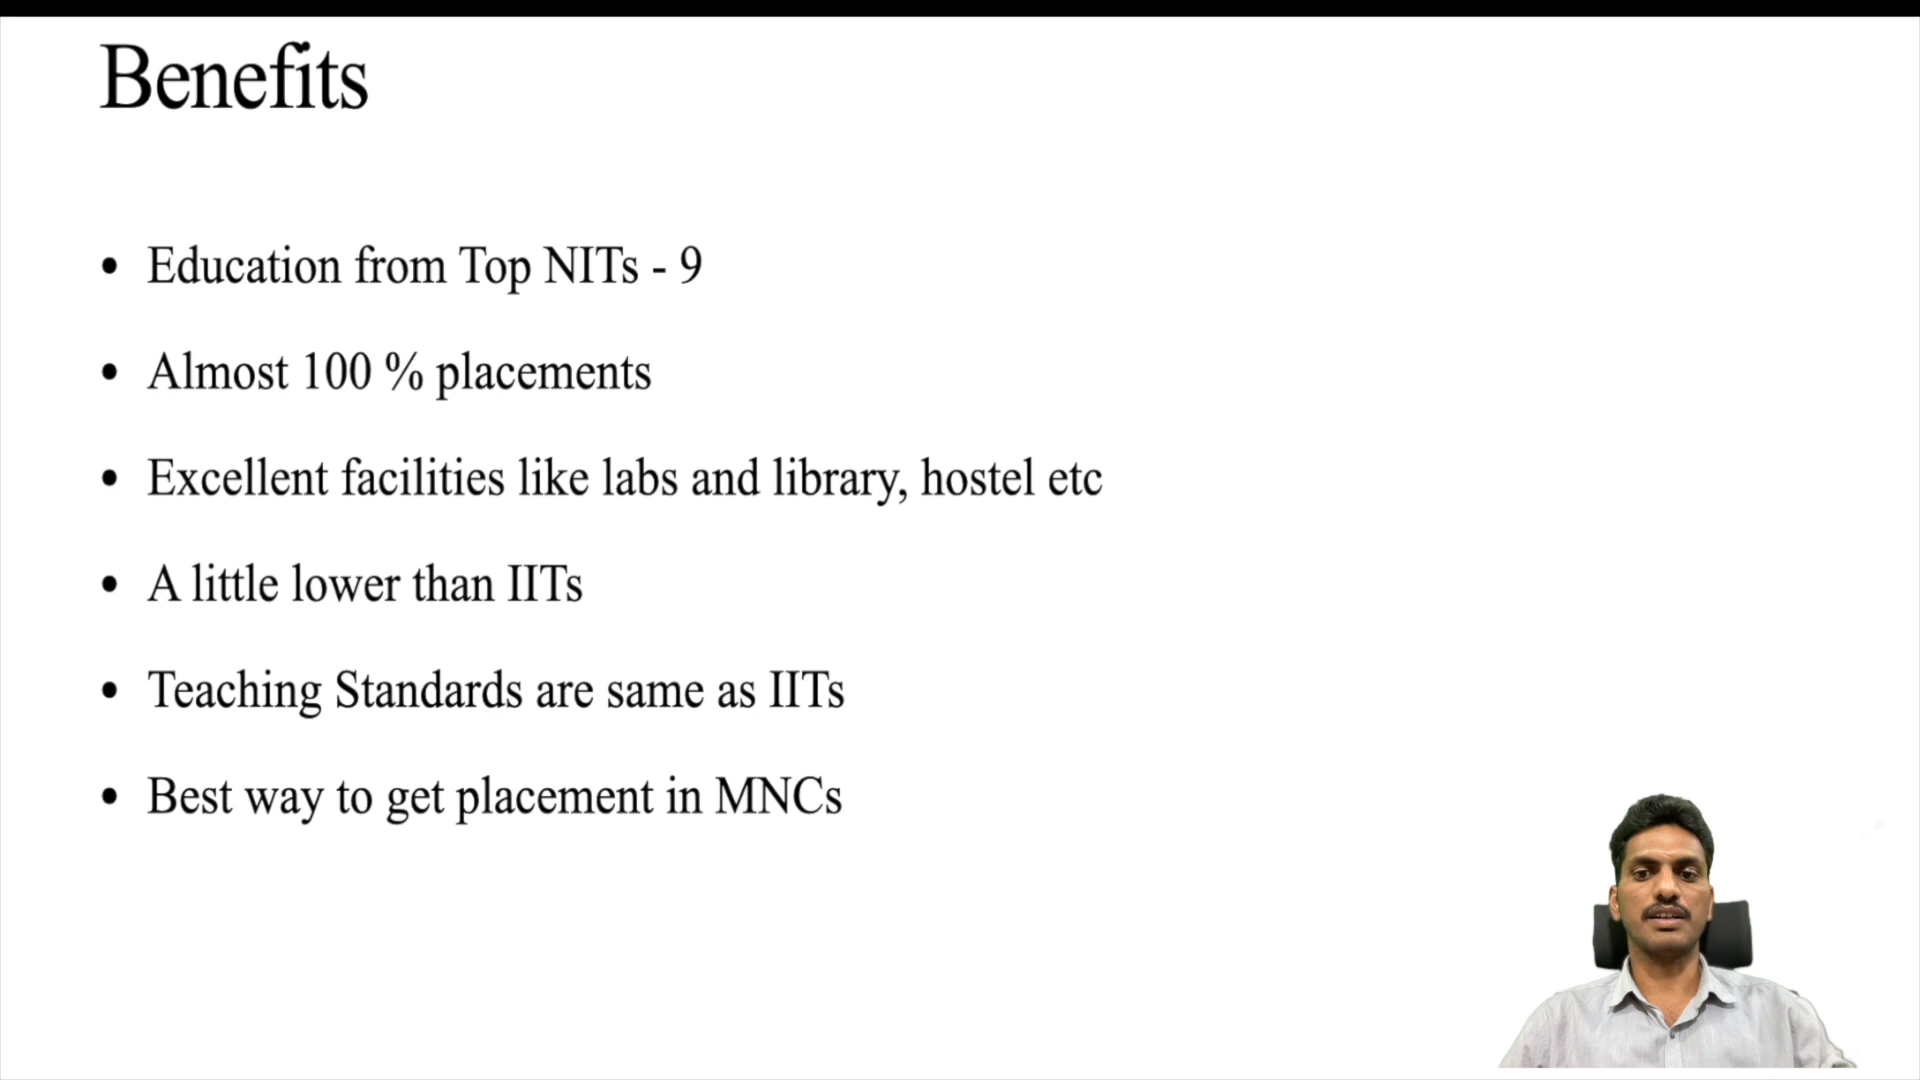 Benefits
• Education from Top NITs - 9
• Almost 100 % placements
• Excellent facilities like labs and library, hostel etc
• A little lower than IITs
• Teaching Standards are same as IITs
• Best way to get placement in MNCs